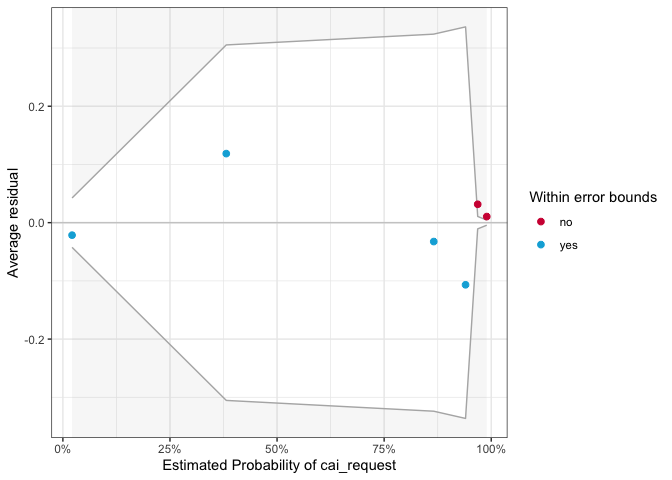 0.2
0.0
-0.2
Average residual
0%
25%
50%
75%
100%
Estimated Probability of cai_request
Within error bounds
no
yes